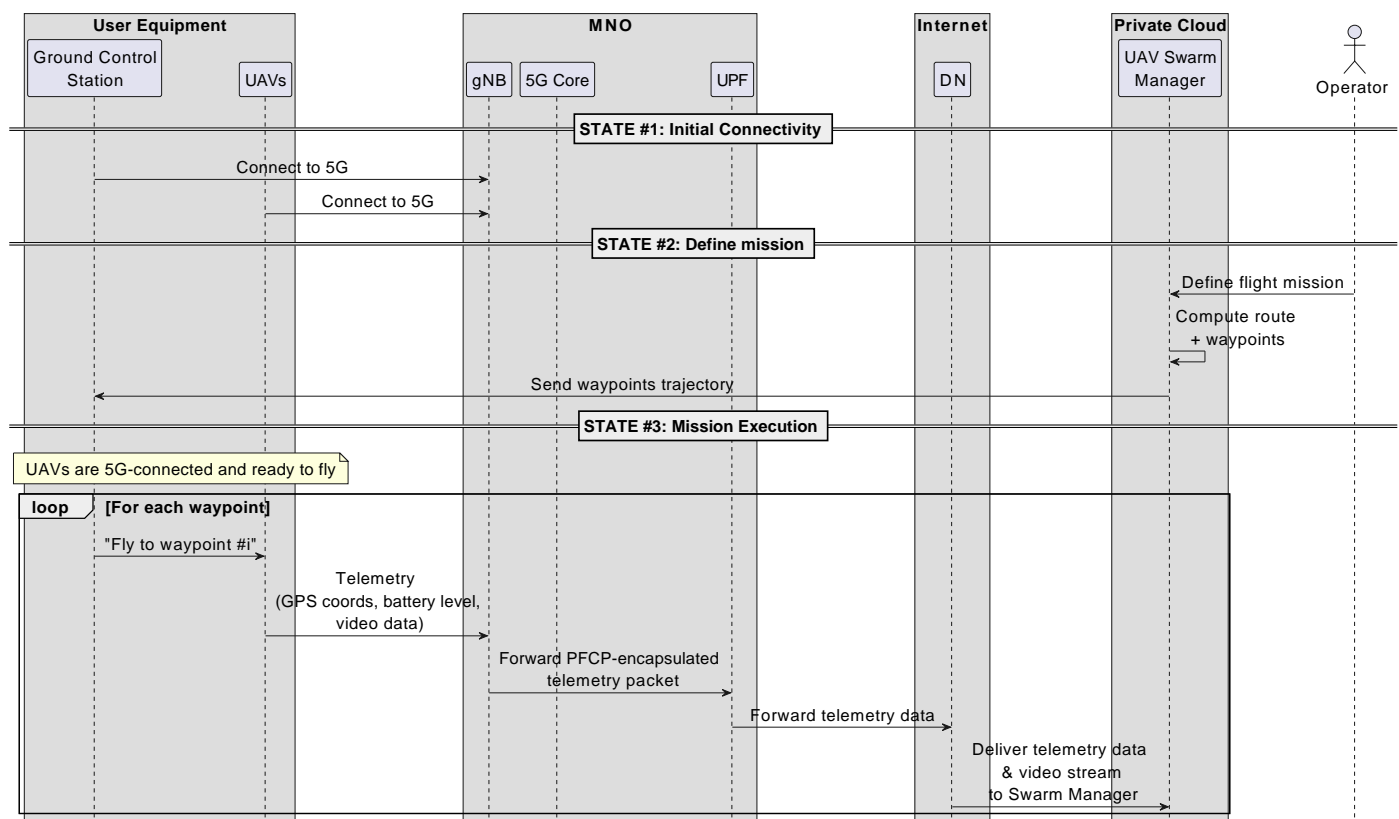 User Equipment
MNO
Internet
Private Cloud
Ground Control
Station
UAVs
gNB
5G Core
UPF
DN
UAV Swarm
Manager
Operator
STATE #1: Initial Connectivity
Connect to 5G
Connect to 5G
STATE #2: Define mission
Define flight mission
Compute route
+ waypoints
Send waypoints trajectory
STATE #3: Mission Execution
UAVs are 5G-connected and ready to fly
loop
[For each waypoint]
"Fly to waypoint #i"
Telemetry
(GPS coords, battery level,
video data)
Forward PFCP-encapsulated
telemetry packet
Forward telemetry data
Deliver telemetry data
& video stream
to Swarm Manager